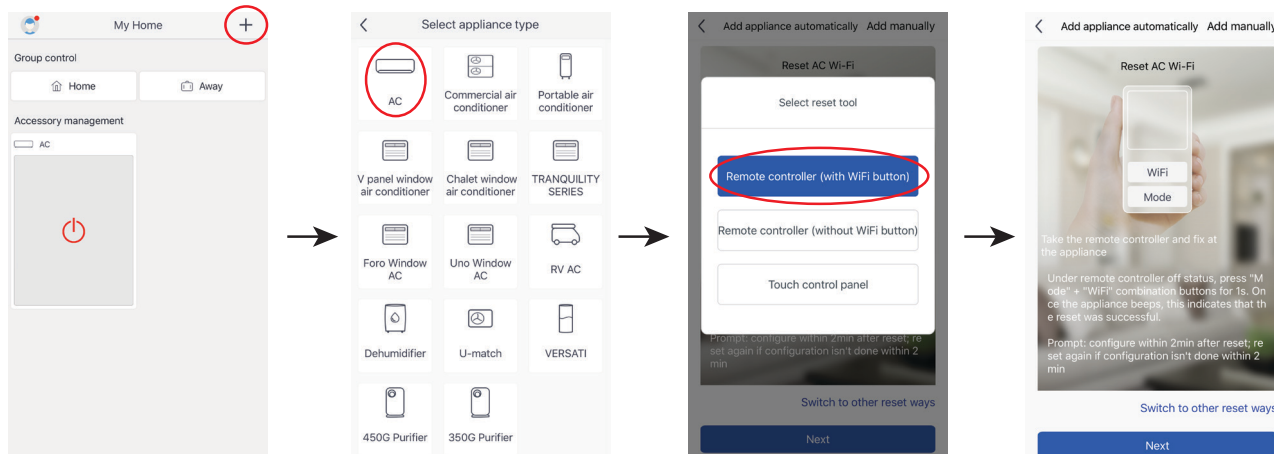 My Home
+
Group control
Home
Away
Accessory management
AC
Select appliance type
AC
Commercial air
conditioner
Portable air
conditioner
V panel window
air conditioner
Chalet window
air conditioner
TRANQUILITY
SERIES
Foro Window
AC
Uno Window
AC
RV AC
Dehumidifier
U-match
VERSATI
450G Purifier
350G Purifier
Add appliance automatically Add manually
Reset AC Wi-Fi
Select reset tool
Remote controller (with WiFi button)
Remote controller (without WiFi button)
Touch control panel
Prompt: configure within 2min after reset; re
set again if configuration isn't done within 2
min
Switch to other reset ways
Next
Add appliance automatically Add manually
Reset AC Wi-Fi
WiFi
Mode
Take the remote controller and fix at
the appliance
Under remote controller off status, press "M
ode" + "WiFi" combination buttons for 1s. On
ce the appliance beeps, this indicates that th
e reset was successful.
Prompt: configure within 2min after reset; re
set again if configuration isn't done within 2
min
Switch to other reset ways
Next